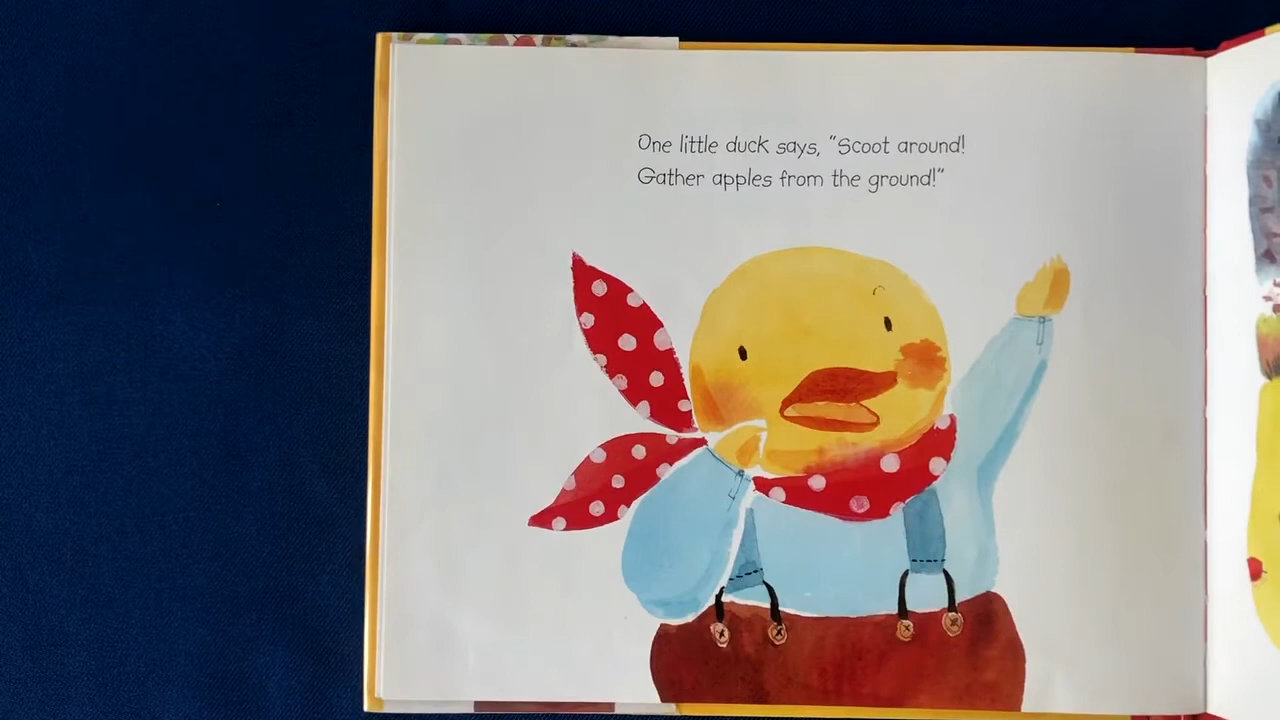 One little duck says, “Scoot around!
Gather apples from the ground!”